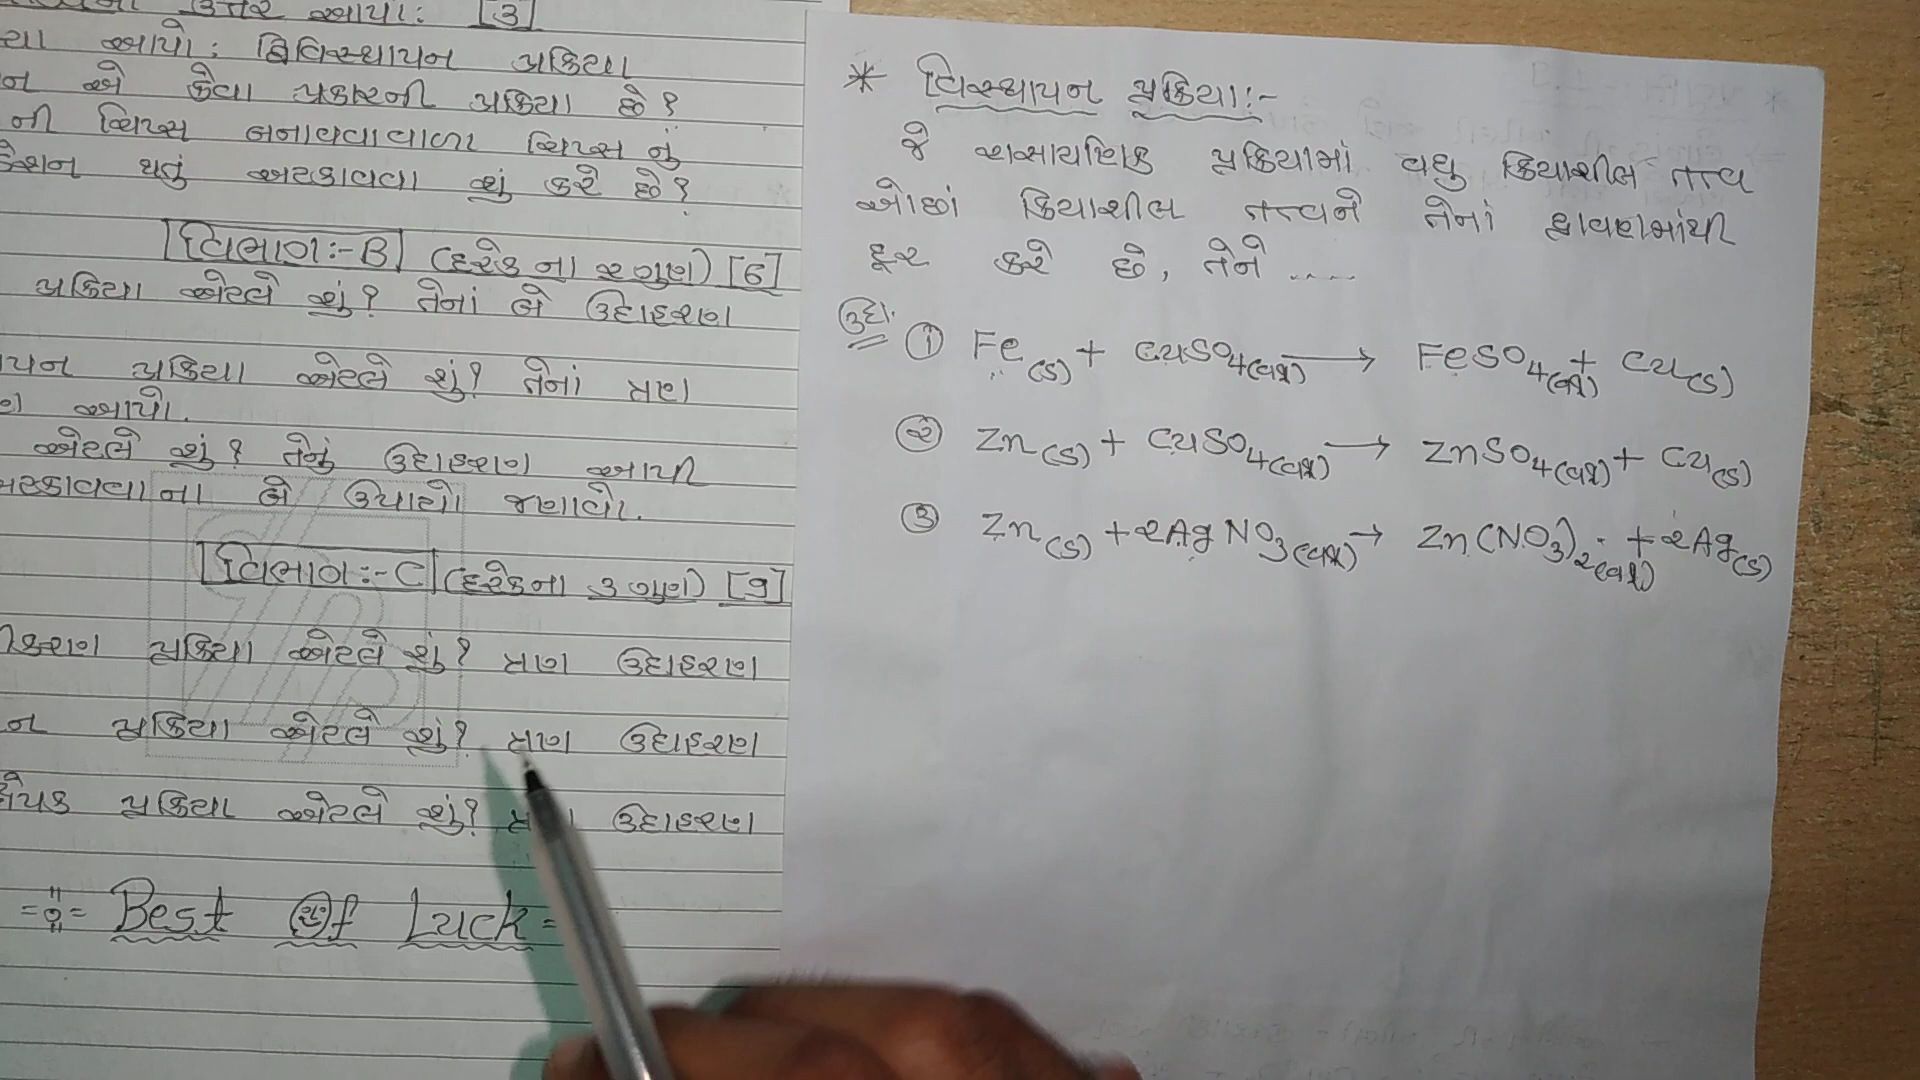 ઉત્તર આપો: [3]
આપો: દ્વિવિસ્થાપન પ્રક્રિયા
ન એ કેવા પ્રકારની પ્રક્રિયા છે?
ની ચિપ્સ બનાવવાવાળા ચિપ્સ નું
થતું અટકાવવા શું કરે છે?
વિભાગ:-B (દરેક ના ૨ ગુણ) [6]
પ્રક્રિયા એટલે શું? તેનાં બે ઉદાહરણ
પ્રક્રિયા એટલે શું? તેનાં ત્રણ
આપો.
એટલે શું? તેનું ઉદાહરણ આપી
અટકાવવાના બે ઉપાયો જણાવો.
વિભાગ:-C (દરેકના ૩ ગુણ) [9]
પ્રક્રિયા એટલે શું? ત્રણ ઉદાહરણ
ન પ્રક્રિયા એટલે શું? ત્રણ ઉદાહરણ
પ્રક્રિયા એટલે શું? ઉદાહરણ
Best Of Luck
* વિસ્થાપન પ્રક્રિયા:-
જે રાસાયણિક પ્રક્રિયામાં વધુ ક્રિયાશીલ તત્વ
ઓછાં ક્રિયાશીલ તત્વને તેનાં દ્રાવણમાંથી
દૂર કરે છે, તેને .....
ઉદા. ① Fe(s) + CuSO4(aq) → FeSO4(aq) + Cu(s)
② Zn(s) + CuSO4(aq) → ZnSO4(aq) + Cu(s)
③ Zn(s) + 2AgNO3(aq) → Zn(NO3)2(aq) + 2Ag(s)